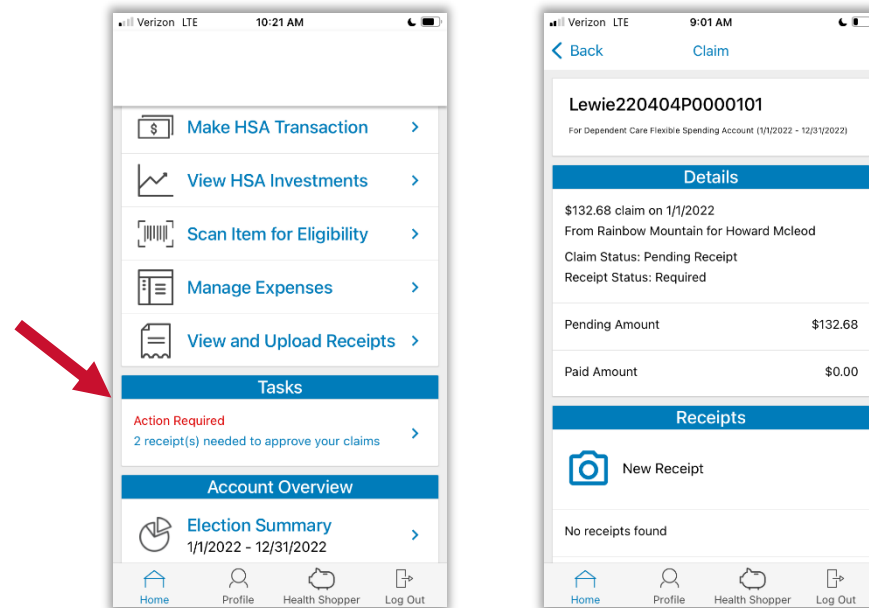 Verizon LTE 10:21 AM
$ Make HSA Transaction
View HSA Investments
Scan Item for Eligibility
Manage Expenses
View and Upload Receipts
Tasks
Action Required
2 receipt(s) needed to approve your claims
Account Overview
Election Summary
1/1/2022 - 12/31/2022
Home Profile Health Shopper Log Out
Verizon LTE 9:01 AM
Back Claim
Lewie220404P0000101
For Dependent Care Flexible Spending Account (1/1/2022 - 12/31/2022)
Details
$132.68 claim on 1/1/2022
From Rainbow Mountain for Howard Mcleod
Claim Status: Pending Receipt
Receipt Status: Required
Pending Amount $132.68
Paid Amount $0.00
Receipts
New Receipt
No receipts found
Home Profile Health Shopper Log Out